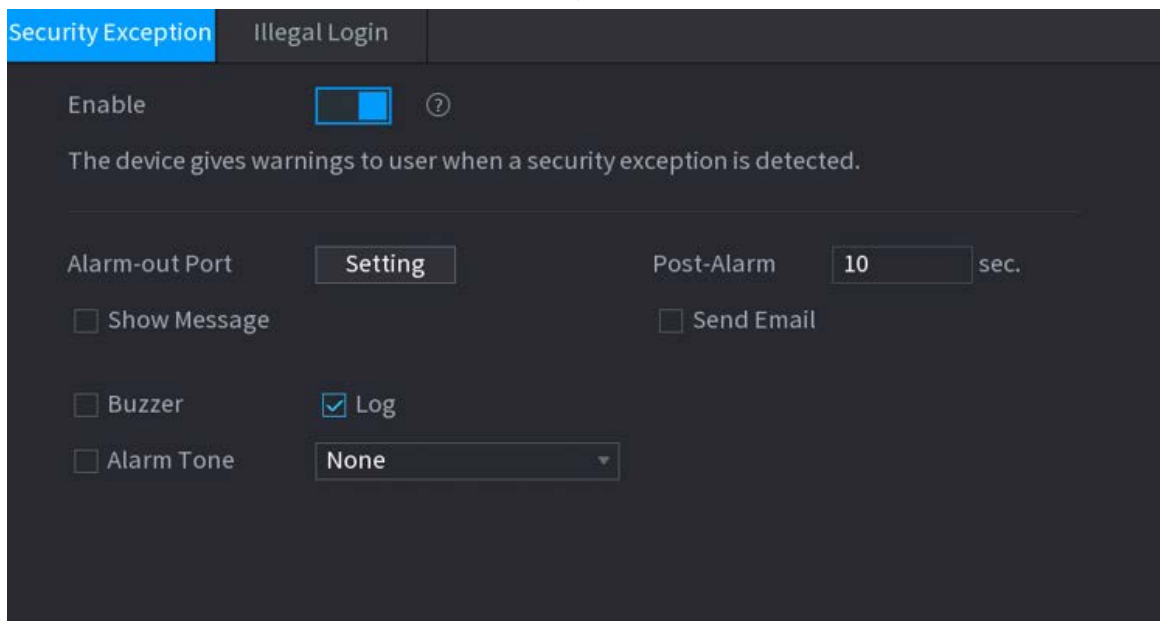 Security Exception Illegal Login
Enable ?
The device gives warnings to user when a security exception is detected.
Alarm-out Port Setting Post-Alarm 10 sec.
Show Message Send Email
Buzzer Log
Alarm Tone None